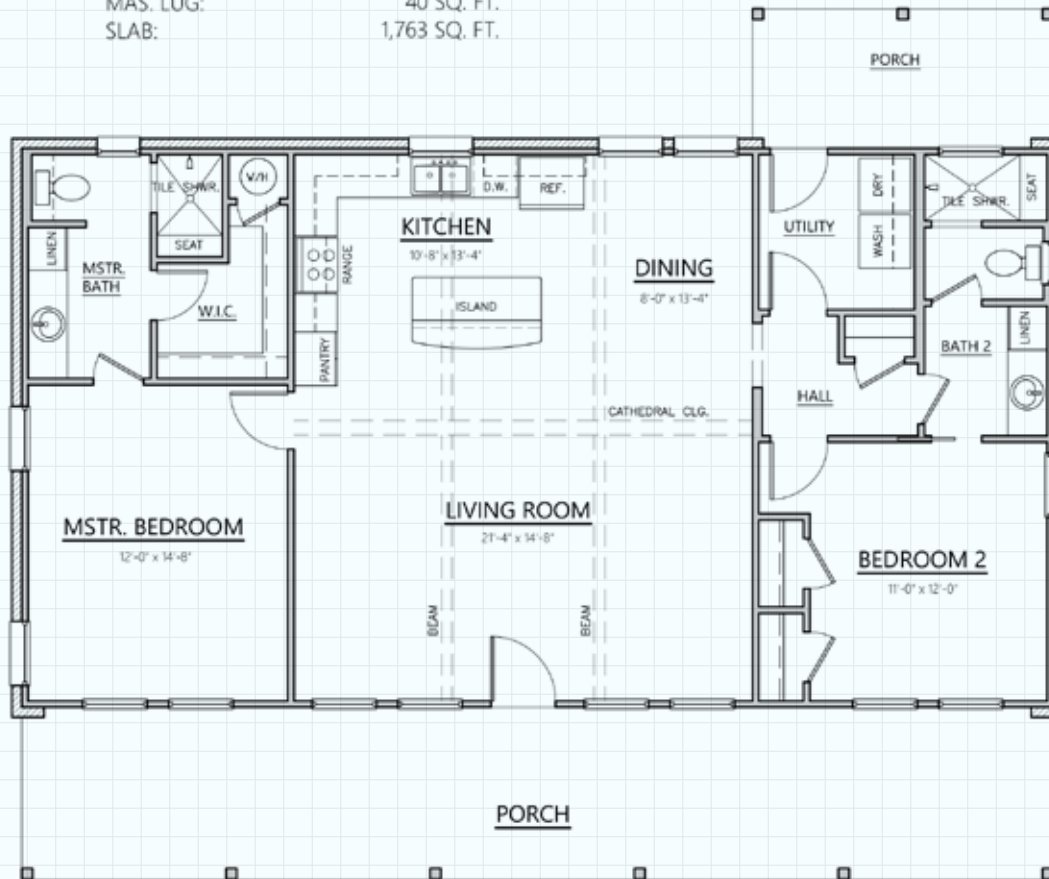 MAS. LUG: 40 SQ. FT.
SLAB: 1,763 SQ. FT.
PORCH
W/H
TILE SHWR.
SEAT
LINEN
MSTR.
BATH
W.I.C.
D.W.
REF.
KITCHEN
10'-8" x 13'-4"
RANGE
ISLAND
PANTRY
DINING
8'-0" x 13'-4"
UTILITY
DRY
WASH
TILE SHWR.
SEAT
BATH 2
LINEN
HALL
CATHEDRAL CLG.
MSTR. BEDROOM
12'-0" x 14'-8"
LIVING ROOM
21'-4" x 14'-8"
BEAM
BEAM
BEDROOM 2
11'-0" x 12'-0"
PORCH